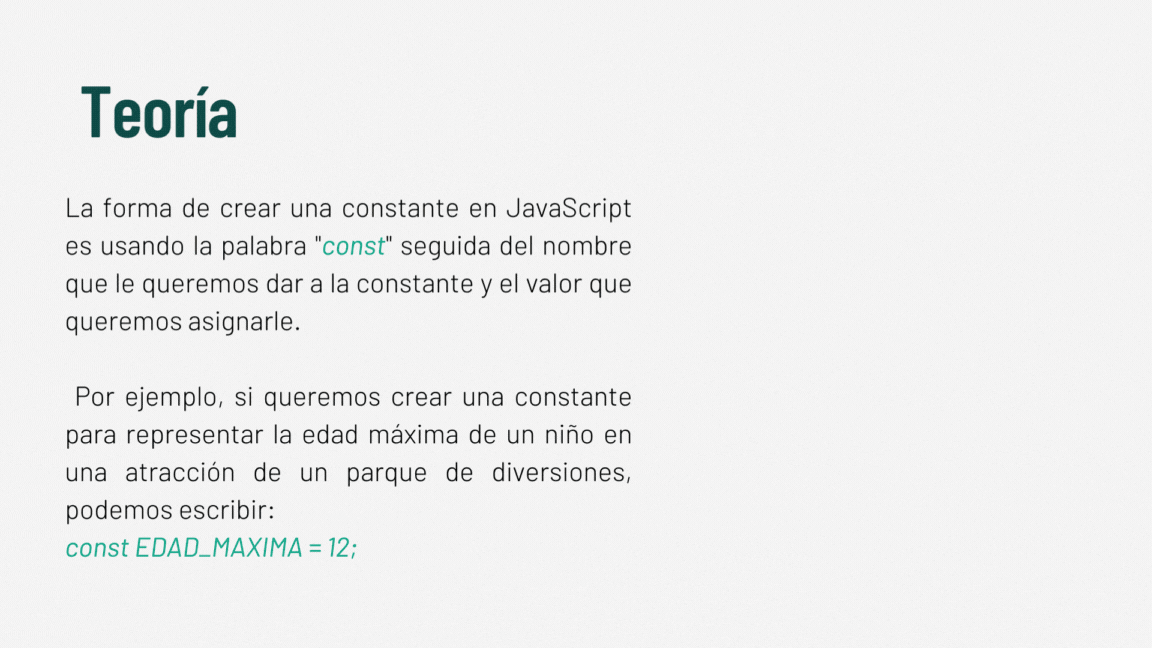 Teoría
La forma de crear una constante en JavaScript
es usando la palabra "const" seguida del nombre
que le queremos dar a la constante y el valor que
queremos asignarle.
Por ejemplo, si queremos crear una constante
para representar la edad máxima de un niño en
una atracción de un parque de diversiones,
podemos escribir:
const EDAD_MAXIMA = 12;